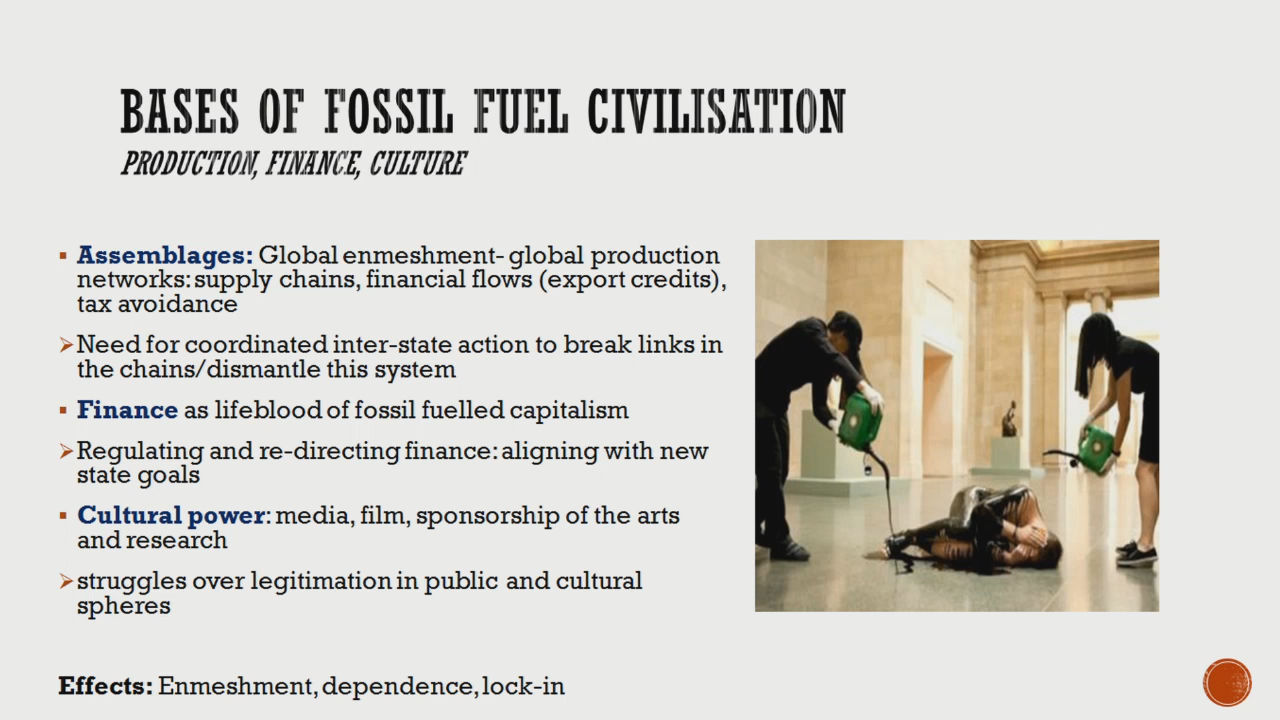 BASES OF FOSSIL FUEL CIVILISATION
PRODUCTION, FINANCE, CULTURE
▪ Assemblages: Global enmeshment- global production
networks: supply chains, financial flows (export credits),
tax avoidance
➢Need for coordinated inter-state action to break links in
the chains/dismantle this system
▪ Finance as lifeblood of fossil fuelled capitalism
➢Regulating and re-directing finance: aligning with new
state goals
▪ Cultural power: media, film, sponsorship of the arts
and research
➢struggles over legitimation in public and cultural
spheres
Effects: Enmeshment, dependence, lock-in